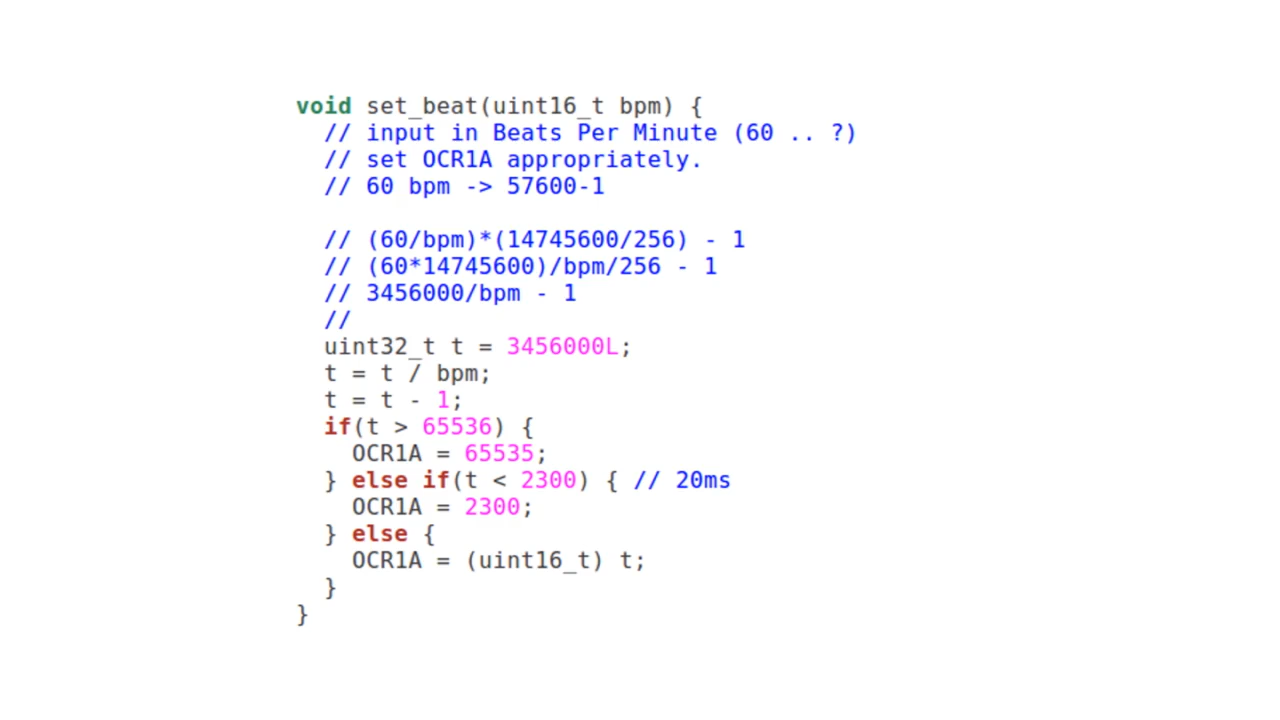 void set_beat(uint16_t bpm) {
  // input in Beats Per Minute (60 .. ?)
  // set OCR1A appropriately.
  // 60 bpm -> 57600-1

  // (60/bpm)*(14745600/256) - 1
  // (60*14745600)/bpm/256 - 1
  // 3456000/bpm - 1
  //
  uint32_t t = 3456000L;
  t = t / bpm;
  t = t - 1;
  if(t > 65536) {
    OCR1A = 65535;
  } else if(t < 2300) { // 20ms
    OCR1A = 2300;
  } else {
    OCR1A = (uint16_t) t;
  }
}